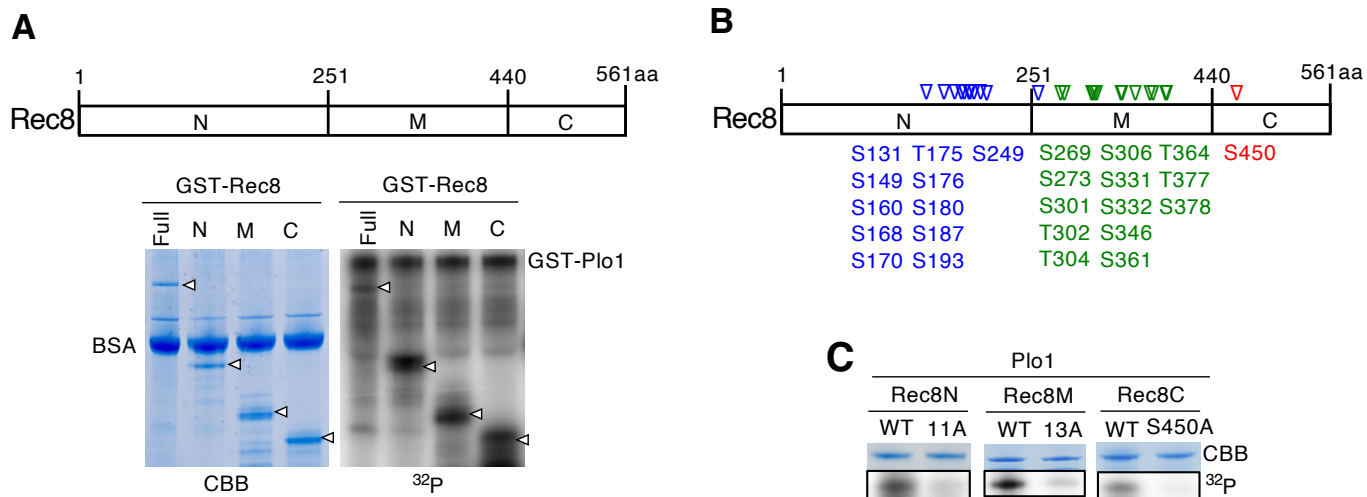 A
1 251 440 561aa
Rec8 N M C
GST-Rec8 GST-Rec8
Full N M C Full N M C
GST-Plo1
BSA
CBB ³²P
B
1 251 440 561aa
Rec8 N M C
S131 T175 S249 S269 S306 T364 S450
S149 S176 S273 S331 T377
S160 S180 S301 S332 S378
S168 S187 T302 S346
S170 S193 T304 S361
C
Plo1
Rec8N Rec8M Rec8C
WT 11A WT 13A WT S450A
CBB
³²P